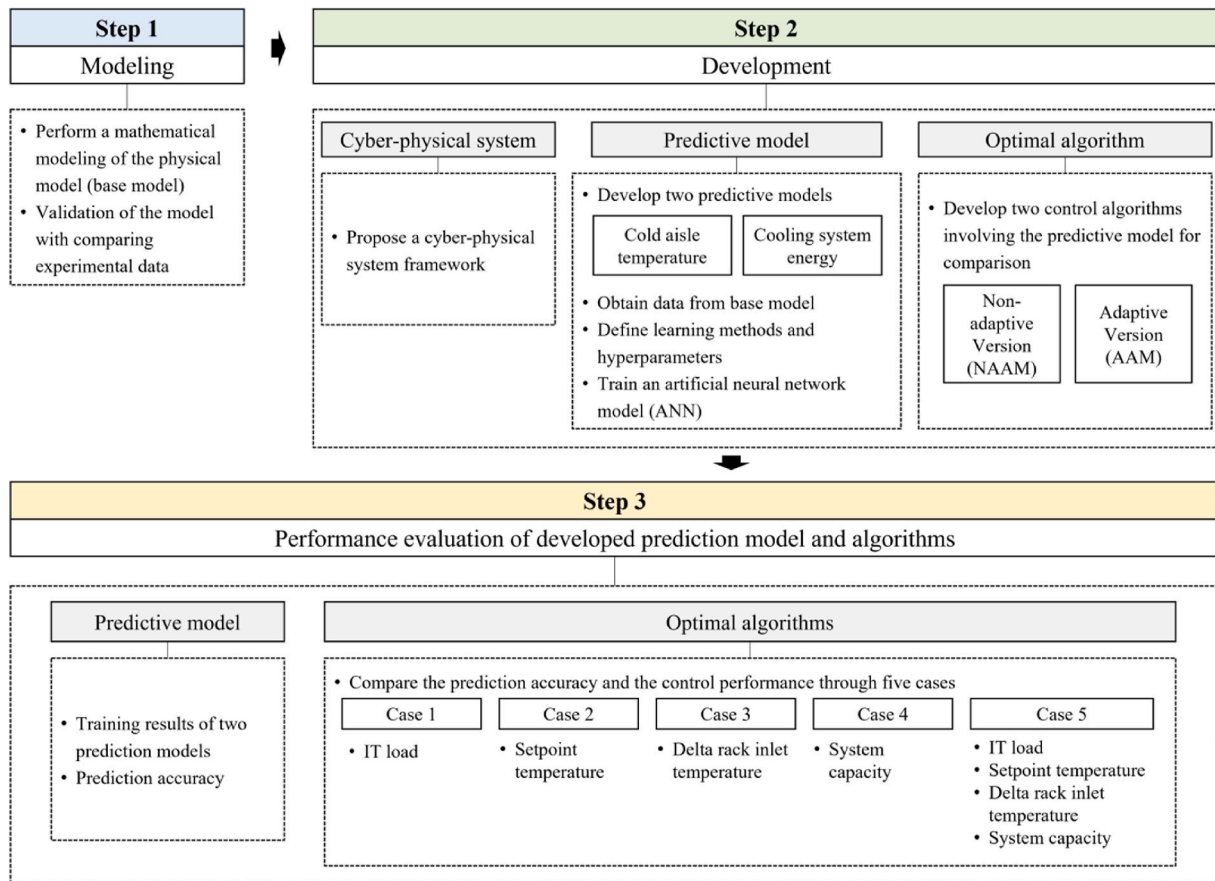 Step 1
Modeling
• Perform a mathematical
modeling of the physical
model (base model)
• Validation of the model
with comparing
experimental data
Step 2
Development
Cyber-physical system
• Propose a cyber-physical
system framework
Predictive model
• Develop two predictive models
Cold aisle
temperature
Cooling system
energy
• Obtain data from base model
• Define learning methods and
hyperparameters
• Train an artificial neural network
model (ANN)
Optimal algorithm
• Develop two control algorithms
involving the predictive model for
comparison
Non-
adaptive
Version
(NAAM)
Adaptive
Version
(AAM)
Step 3
Performance evaluation of developed prediction model and algorithms
Predictive model
• Training results of two
prediction models
• Prediction accuracy
Optimal algorithms
• Compare the prediction accuracy and the control performance through five cases
Case 1
• IT load
Case 2
• Setpoint
temperature
Case 3
• Delta rack inlet
temperature
Case 4
• System
capacity
Case 5
• IT load
• Setpoint temperature
• Delta rack inlet
temperature
• System capacity